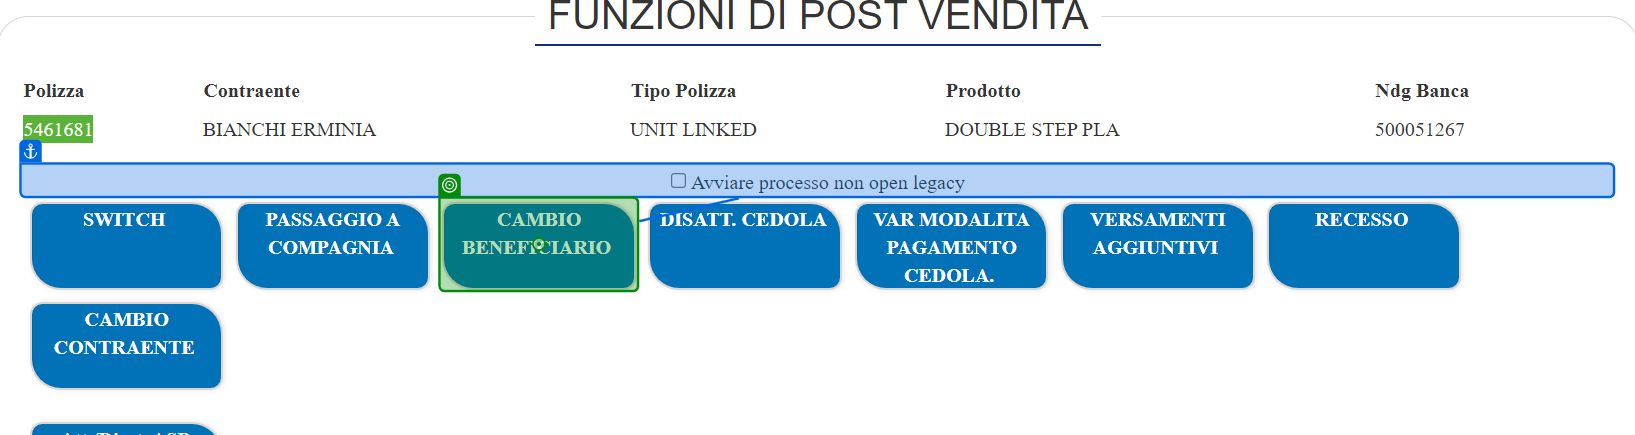 FUNZIONI DI POST VENDITA
Polizza Contraente Tipo Polizza Prodotto Ndg Banca
5461681 BIANCHI ERMINIA UNIT LINKED DOUBLE STEP PLA 500051267
Avviare processo non open legacy
SWITCH
PASSAGGIO A
COMPAGNIA
CAMBIO
BENEFICIARIO
DISATT. CEDOLA
VAR MODALITA
PAGAMENTO
CEDOLA.
VERSAMENTI
AGGIUNTIVI
RECESSO
CAMBIO
CONTRAENTE